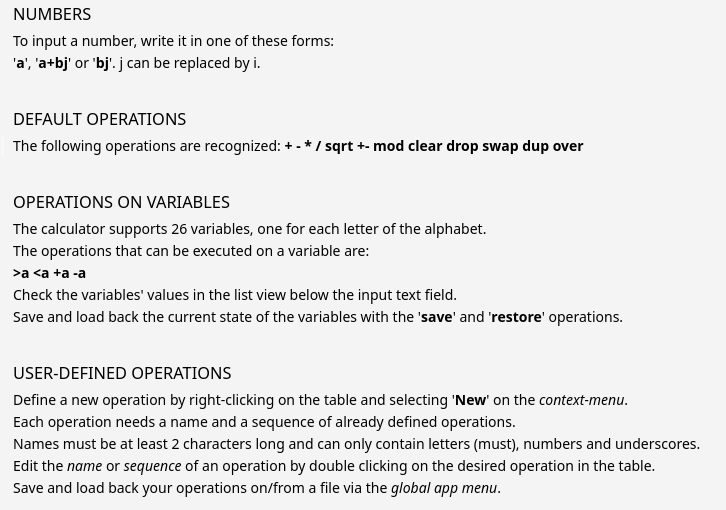 NUMBERS
To input a number, write it in one of these forms:
'a', 'a+bj' or 'bj'. j can be replaced by i.
DEFAULT OPERATIONS
The following operations are recognized: + - * / sqrt +- mod clear drop swap dup over
OPERATIONS ON VARIABLES
The calculator supports 26 variables, one for each letter of the alphabet.
The operations that can be executed on a variable are:
>a <a +a -a
Check the variables' values in the list view below the input text field.
Save and load back the current state of the variables with the 'save' and 'restore' operations.
USER-DEFINED OPERATIONS
Define a new operation by right-clicking on the table and selecting 'New' on the context-menu.
Each operation needs a name and a sequence of already defined operations.
Names must be at least 2 characters long and can only contain letters (must), numbers and underscores.
Edit the name or sequence of an operation by double clicking on the desired operation in the table.
Save and load back your operations on/from a file via the global app menu.